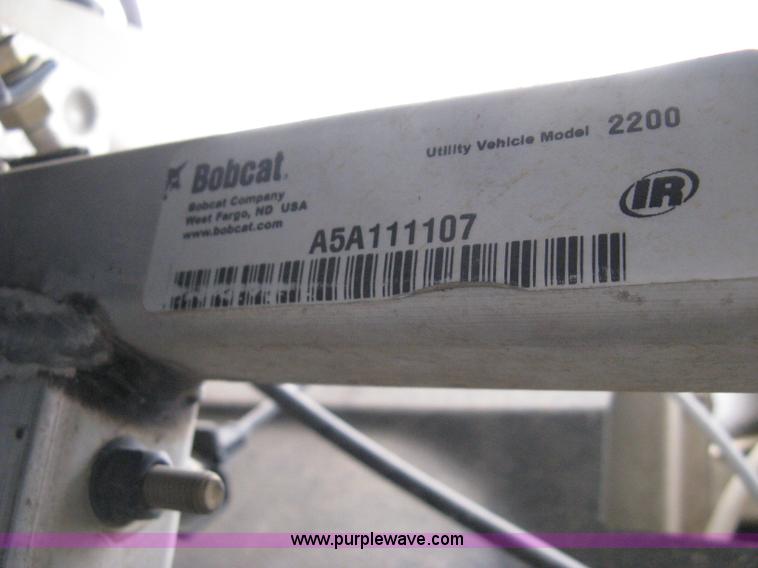 Bobcat
Utility Vehicle Model 2200
Bobcat Company
West Fargo, ND USA
www.bobcat.com
IR
A5A111107
www.purplewave.com